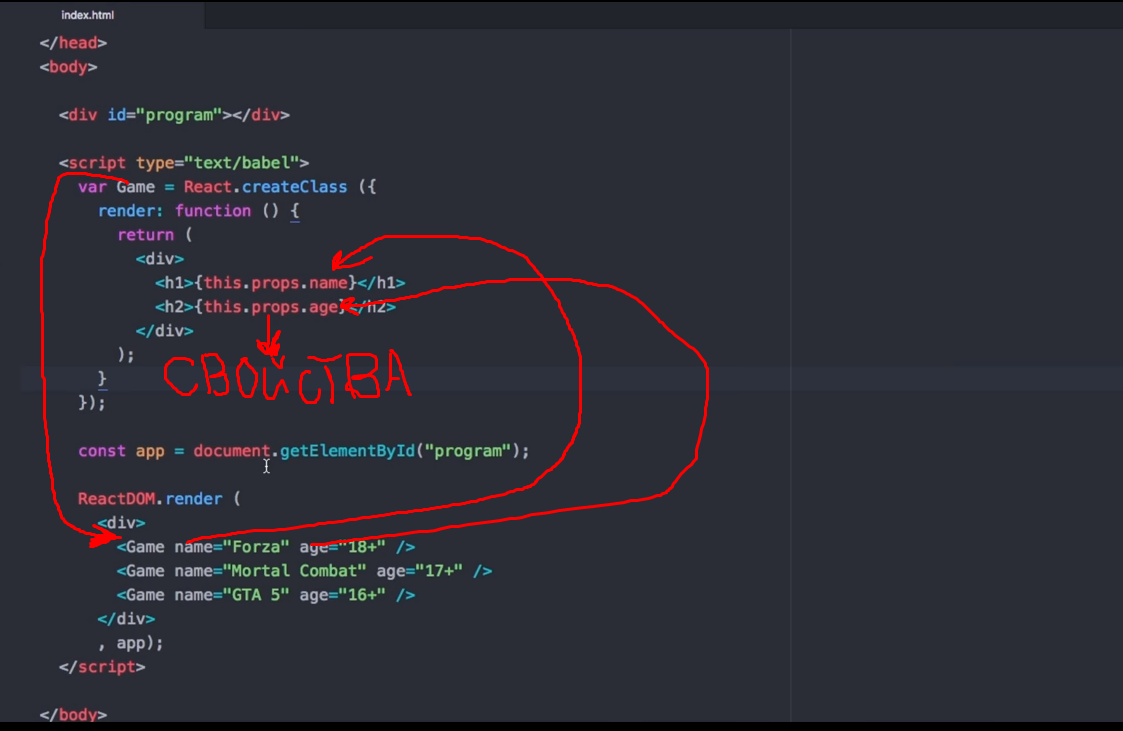 index.html
</head>
<body>
<div id="program"></div>
<script type="text/babel">
var Game = React.createClass ({
render: function () {
return (
<div>
<h1>{this.props.name}</h1>
<h2>{this.props.age}</h2>
</div>
);
}
СВОЙСТВА
});
const app = document.getElementById("program");
ReactDOM.render (
<div>
<Game name="Forza" age="18+" />
<Game name="Mortal Combat" age="17+" />
<Game name="GTA 5" age="16+" />
</div>
, app);
</script>
</body>